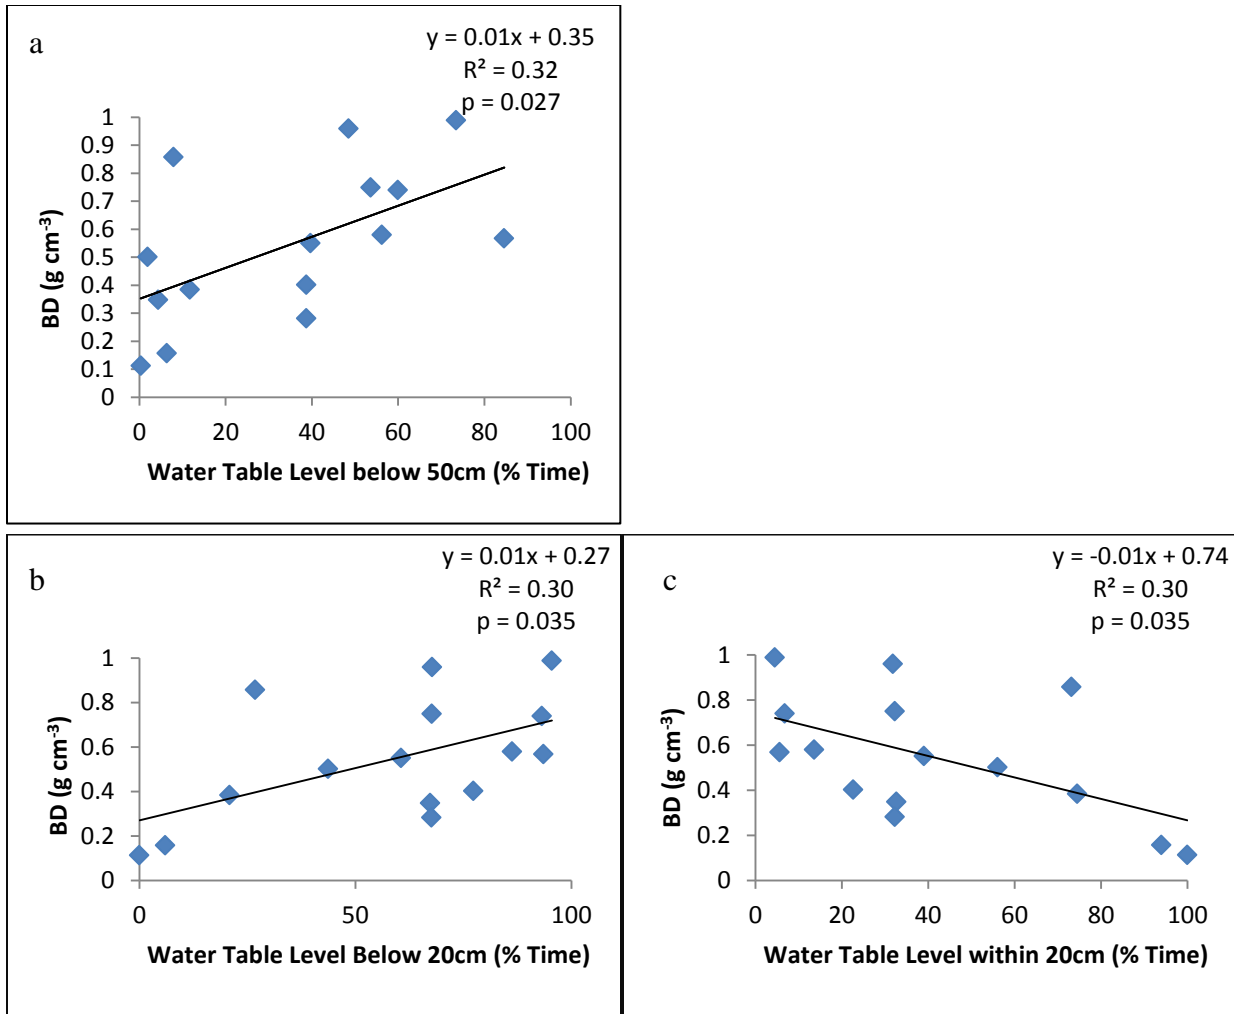 a
y = 0.01x + 0.35
R² = 0.32
p = 0.027
1
0.9
0.8
0.7
0.6
0.5
0.4
0.3
0.2
0.1
0
BD (g cm⁻³)
0 20 40 60 80 100
Water Table Level below 50cm (% Time)
b
y = 0.01x + 0.27
R² = 0.30
p = 0.035
1
0.8
0.6
0.4
0.2
0
BD (g cm⁻³)
0 50 100
Water Table Level Below 20cm (% Time)
c
y = -0.01x + 0.74
R² = 0.30
p = 0.035
1
0.8
0.6
0.4
0.2
0
BD (g cm⁻³)
0 20 40 60 80 100
Water Table Level within 20cm (% Time)